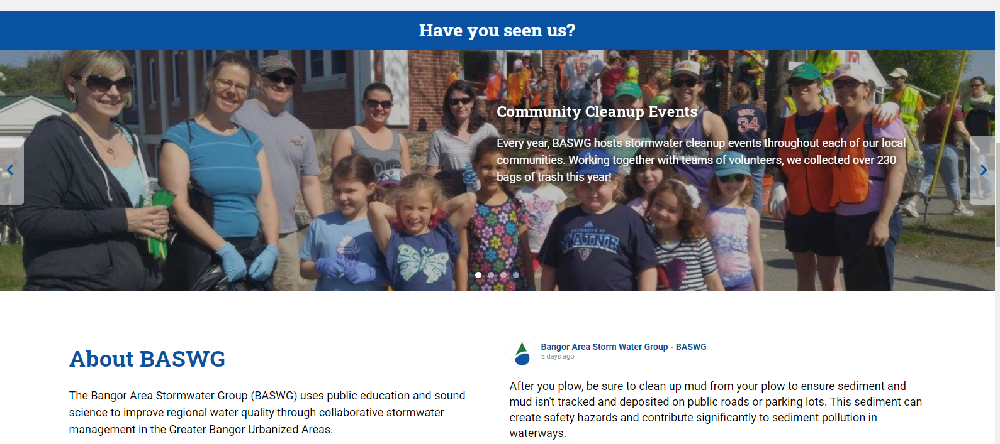 Have you seen us?
Community Cleanup Events
Every year, BASWG hosts stormwater cleanup events throughout each of our local
communities. Working together with teams of volunteers, we collected over 230
bags of trash this year!
34
UNIVERSITY OF
MAINE
About BASWG
The Bangor Area Stormwater Group (BASWG) uses public education and sound
science to improve regional water quality through collaborative stormwater
management in the Greater Bangor Urbanized Areas.
Bangor Area Storm Water Group - BASWG
5 days ago
After you plow, be sure to clean up mud from your plow to ensure sediment and
mud isn't tracked and deposited on public roads or parking lots. This sediment can
create safety hazards and contribute significantly to sediment pollution in
waterways.